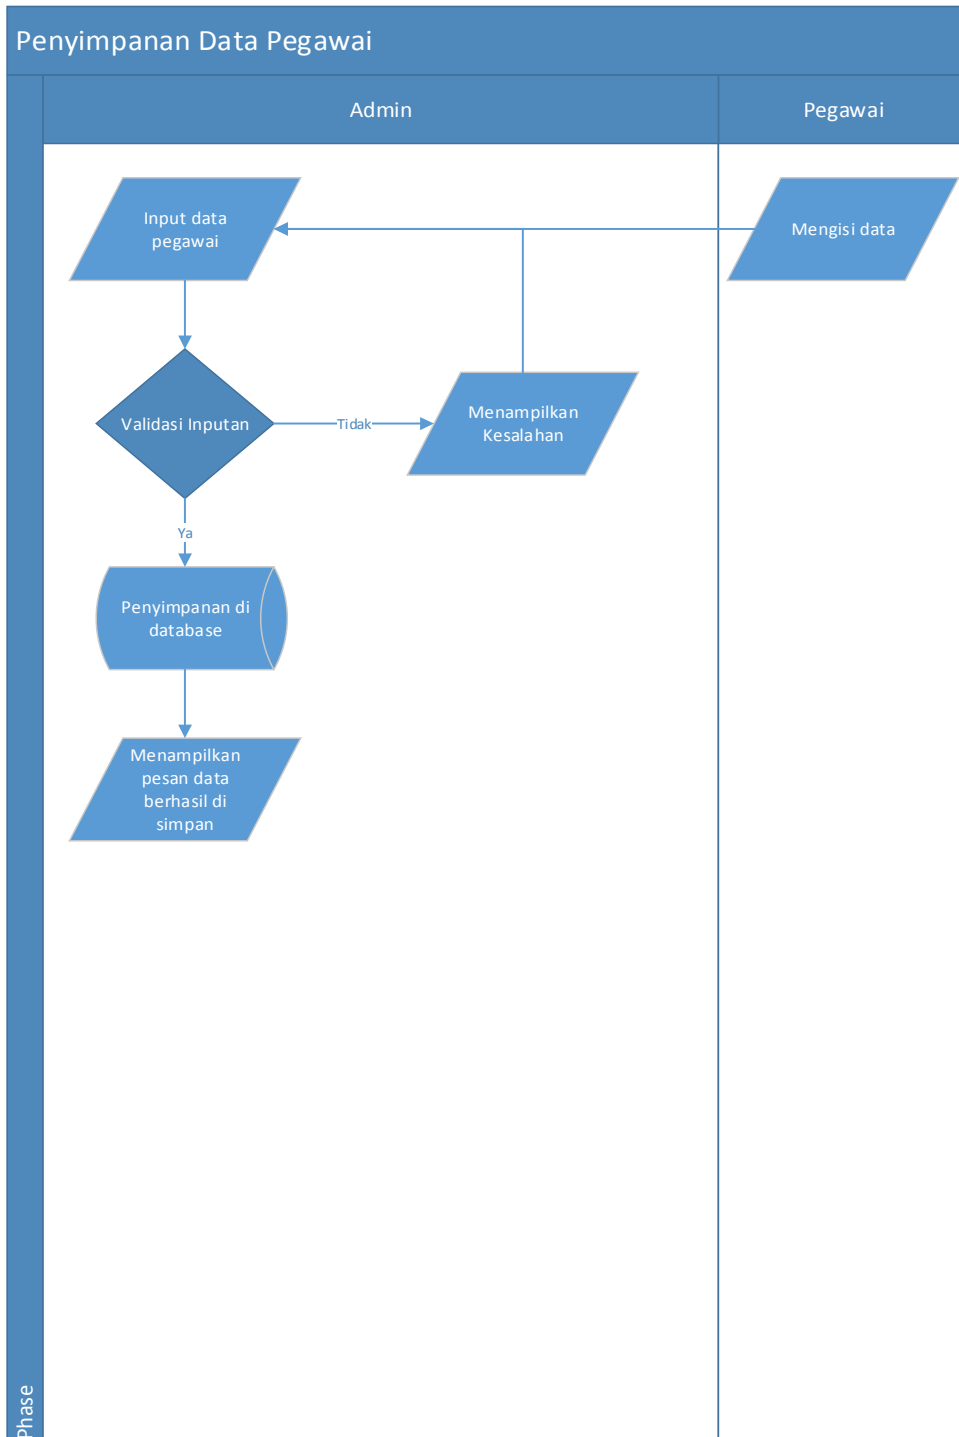 Penyimpanan Data Pegawai
Admin
Pegawai
Input data
pegawai
Mengisi data
Validasi Inputan
Tidak
Menampilkan
Kesalahan
Ya
Penyimpanan di
database
Menampilkan
pesan data
berhasil di
simpan
Phase